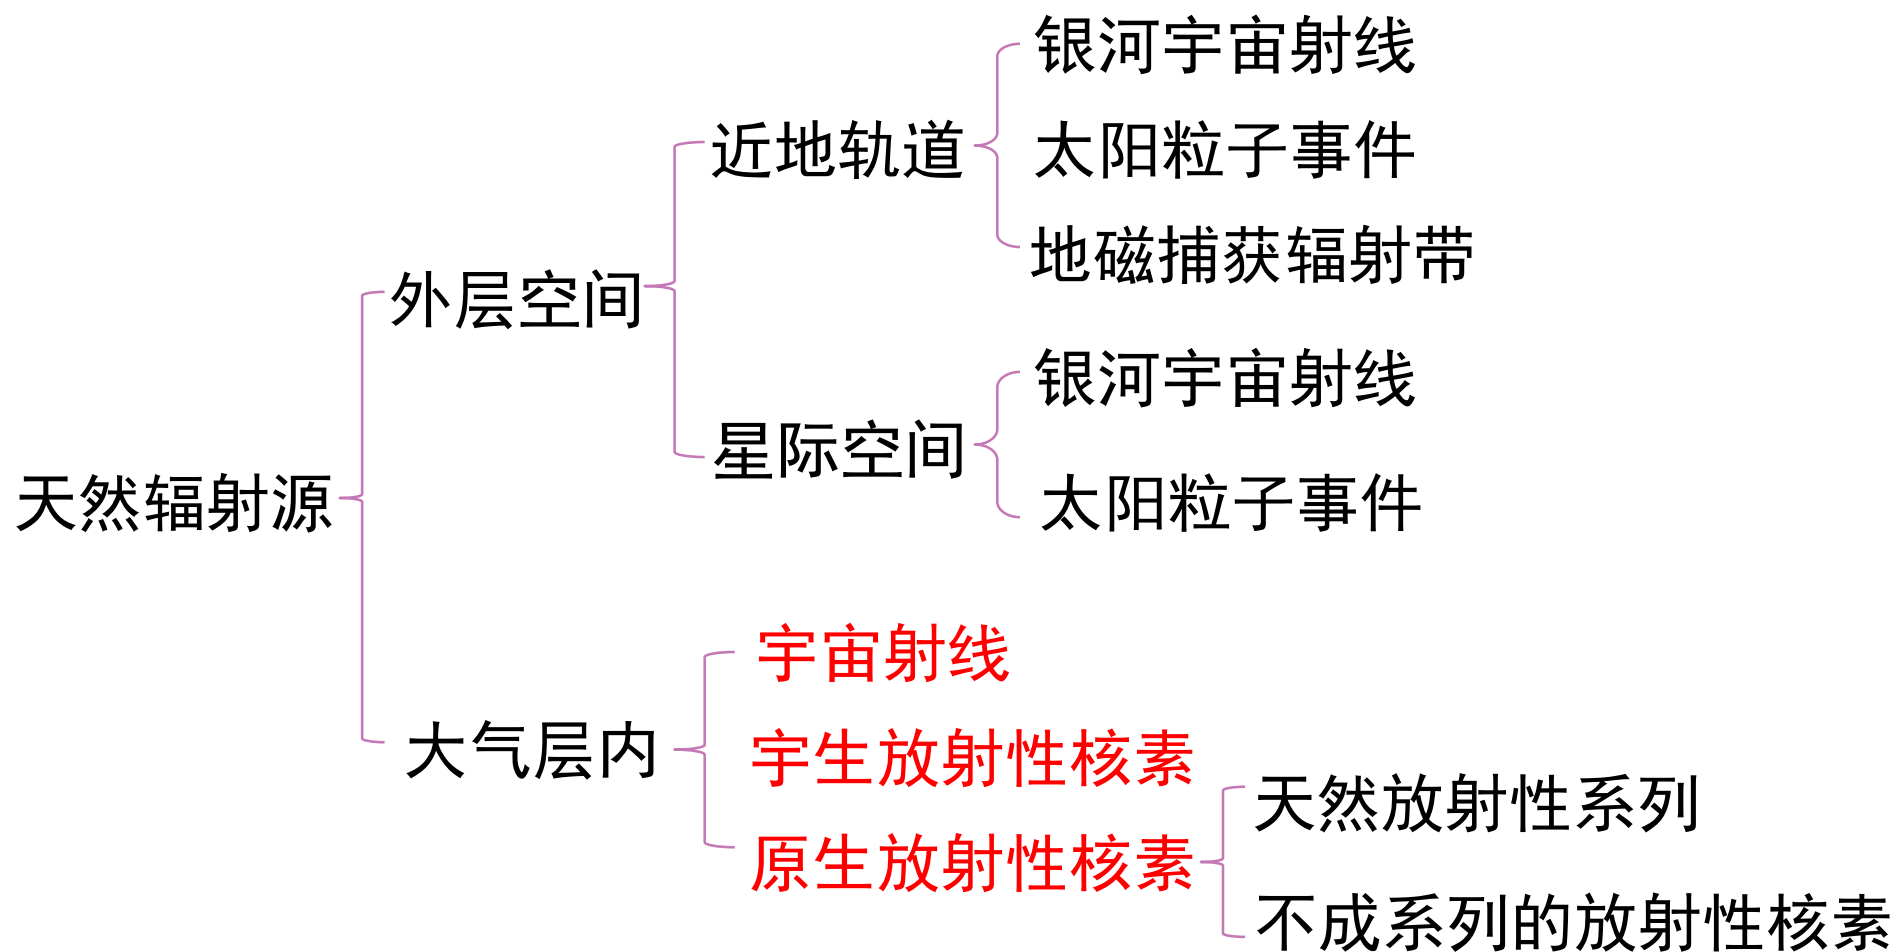 天然辐射源
外层空间
近地轨道
银河宇宙射线
太阳粒子事件
地磁捕获辐射带
星际空间
银河宇宙射线
太阳粒子事件
大气层内
宇宙射线
宇生放射性核素
原生放射性核素
天然放射性系列
不成系列的放射性核素